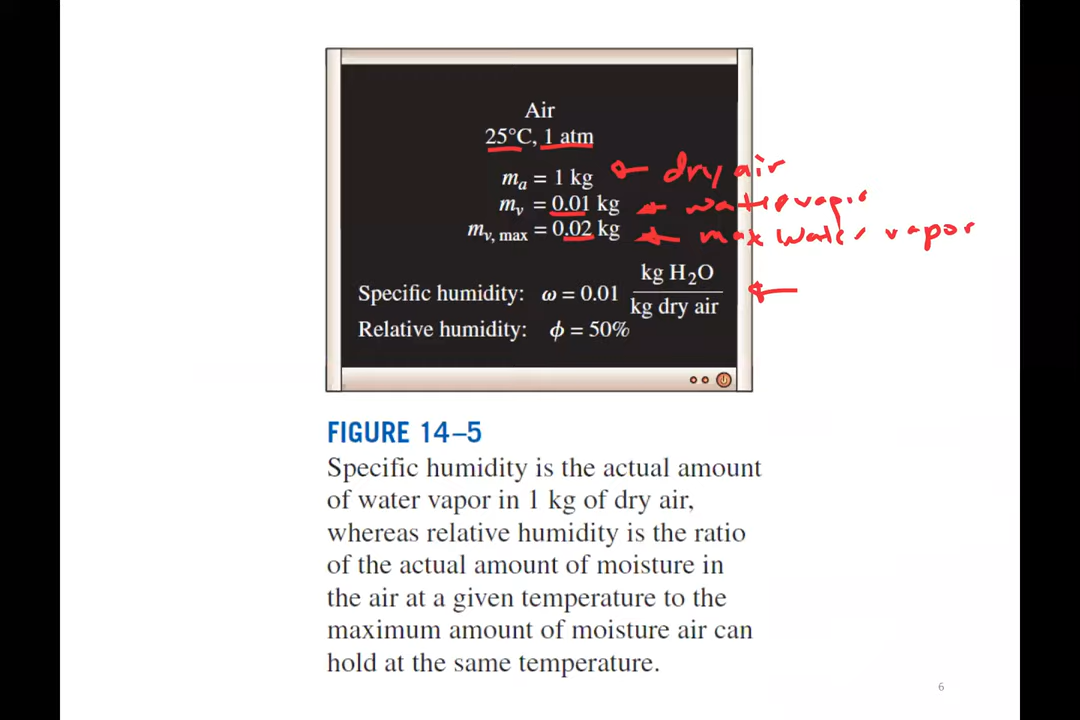 Air
25°C, 1 atm
mₐ = 1 kg dry air
mᵥ = 0.01 kg water vapor
mᵥ, max = 0.02 kg max water vapor
kg H₂O
Specific humidity: ω = 0.01
kg dry air
Relative humidity: ϕ = 50%
FIGURE 14–5
Specific humidity is the actual amount
of water vapor in 1 kg of dry air,
whereas relative humidity is the ratio
of the actual amount of moisture in
the air at a given temperature to the
maximum amount of moisture air can
hold at the same temperature.
6